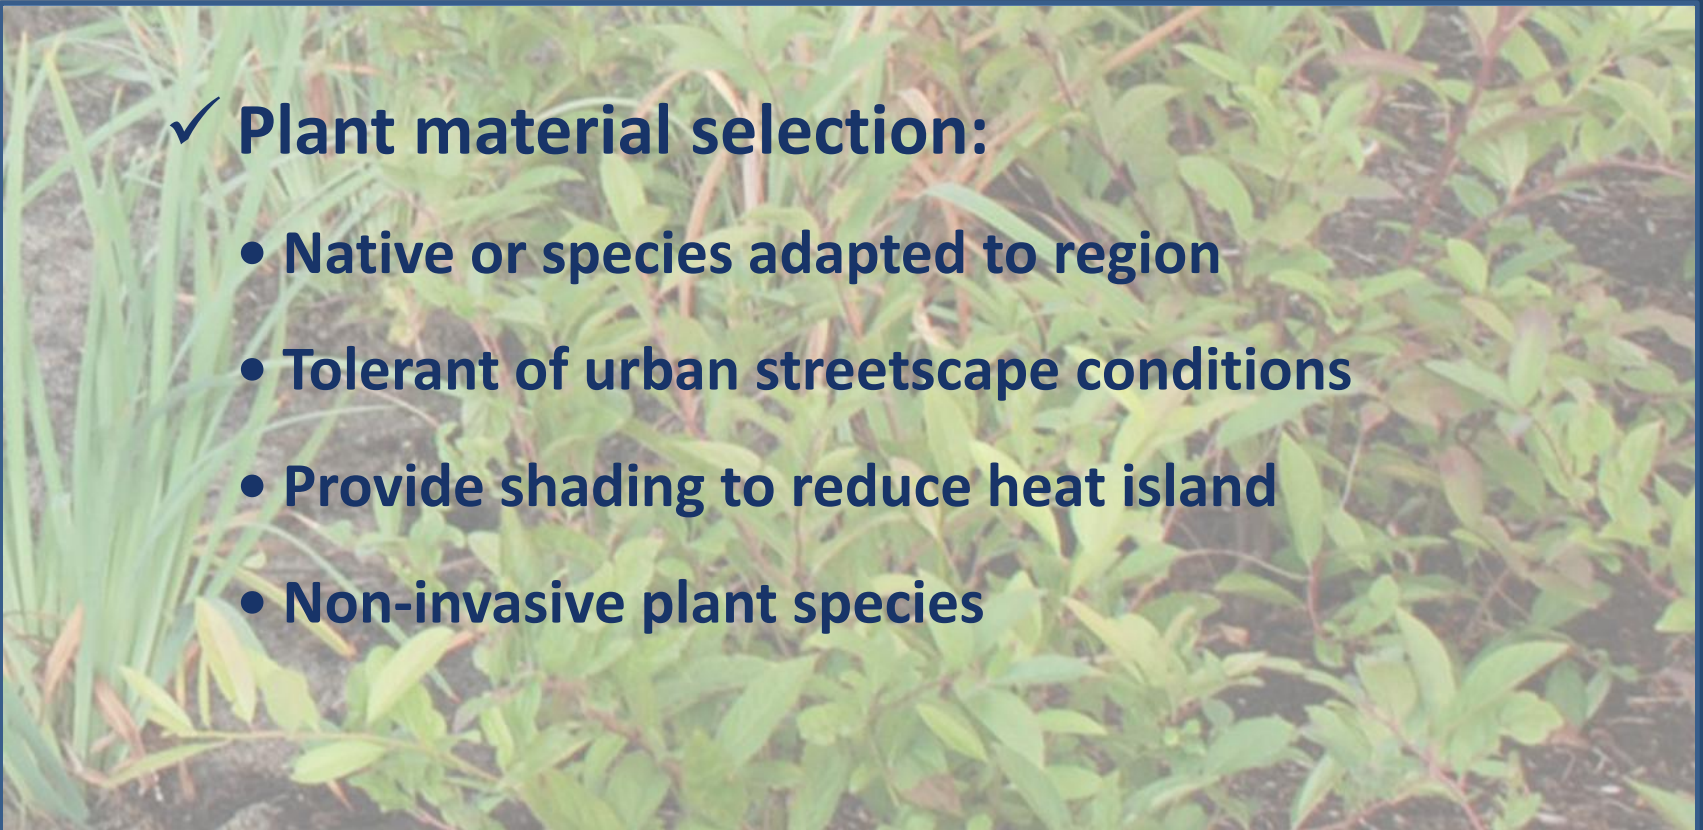 ✓ Plant material selection:
• Native or species adapted to region
• Tolerant of urban streetscape conditions
• Provide shading to reduce heat island
• Non-invasive plant species